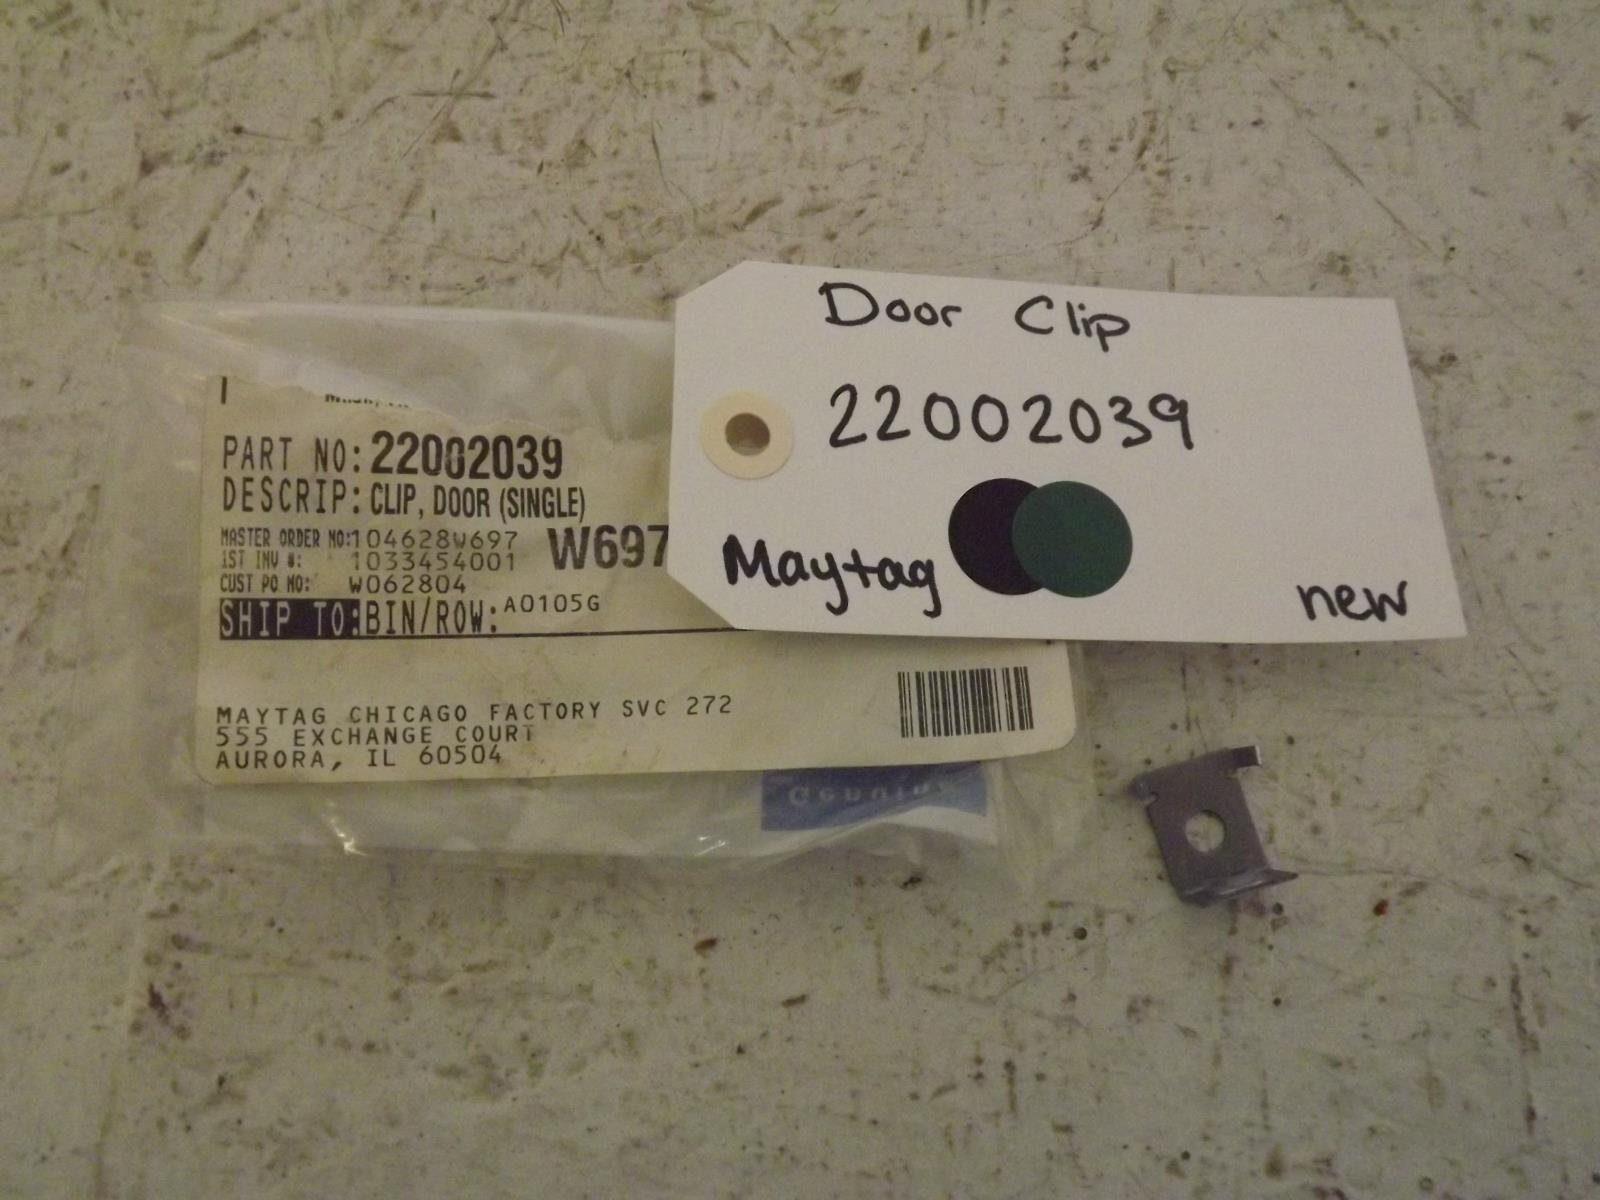 Door Clip
22002039
Maytag
new
PART NO: 22002039
DESCRIP: CLIP, DOOR (SINGLE)
MASTER ORDER NO: 104628W697
W697
1ST INV #: 1033454001
CUST PO NO: W062804
SHIP TO: BIN/ROW: A0105G
MAYTAG CHICAGO FACTORY SVC 272
555 EXCHANGE COURT
AURORA, IL 60504
Genuine